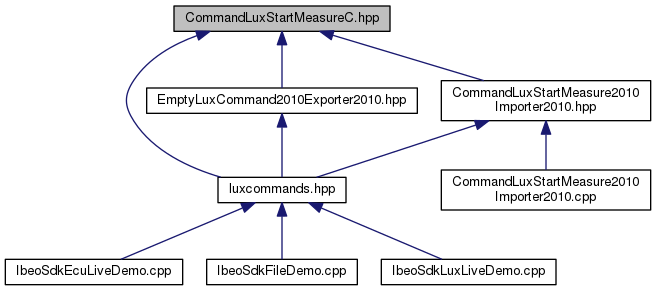 CommandLuxStartMeasureC.hpp
EmptyLuxCommand2010Exporter2010.hpp
CommandLuxStartMeasure2010
Importer2010.hpp
luxcommands.hpp
CommandLuxStartMeasure2010
Importer2010.cpp
IbeoSdkEcuLiveDemo.cpp
IbeoSdkFileDemo.cpp
IbeoSdkLuxLiveDemo.cpp